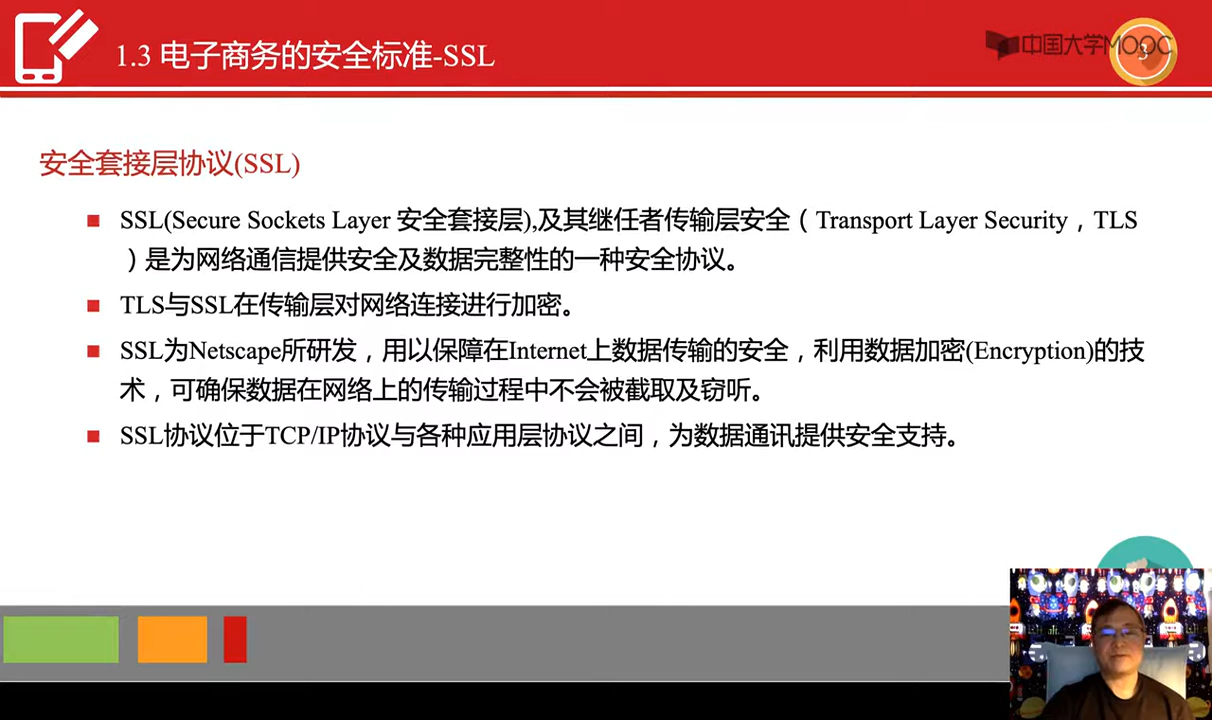 1.3 电子商务的安全标准-SSL
中国大学MOOC
3
安全套接层协议(SSL)
SSL(Secure Sockets Layer 安全套接层),及其继任者传输层安全（Transport Layer Security，TLS
）是为网络通信提供安全及数据完整性的一种安全协议。
TLS与SSL在传输层对网络连接进行加密。
SSL为Netscape所研发，用以保障在Internet上数据传输的安全，利用数据加密(Encryption)的技
术，可确保数据在网络上的传输过程中不会被截取及窃听。
SSL协议位于TCP/IP协议与各种应用层协议之间，为数据通讯提供安全支持。